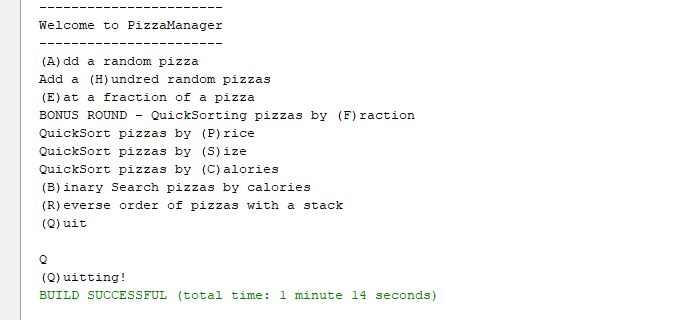 -----------------------
Welcome to PizzaManager
-----------------------
(A)dd a random pizza
Add a (H)undred random pizzas
(E)at a fraction of a pizza
BONUS ROUND - QuickSorting pizzas by (F)raction
QuickSort pizzas by (P)rice
QuickSort pizzas by (S)ize
QuickSort pizzas by (C)alories
(B)inary Search pizzas by calories
(R)everse order of pizzas with a stack
(Q)uit
Q
(Q)uitting!
BUILD SUCCESSFUL (total time: 1 minute 14 seconds)